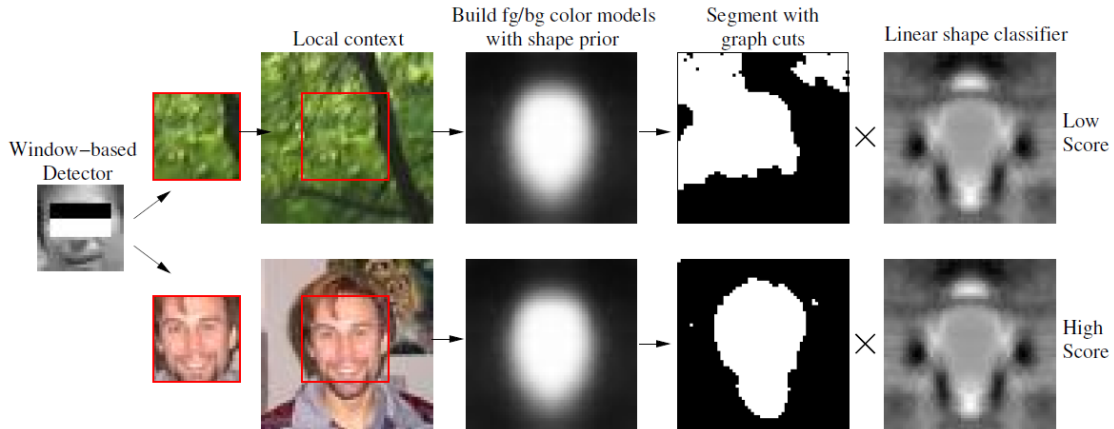 Build fg/bg color models
with shape prior
Segment with
graph cuts
Local context
Linear shape classifier
Window−based
Detector
Low
Score
High
Score